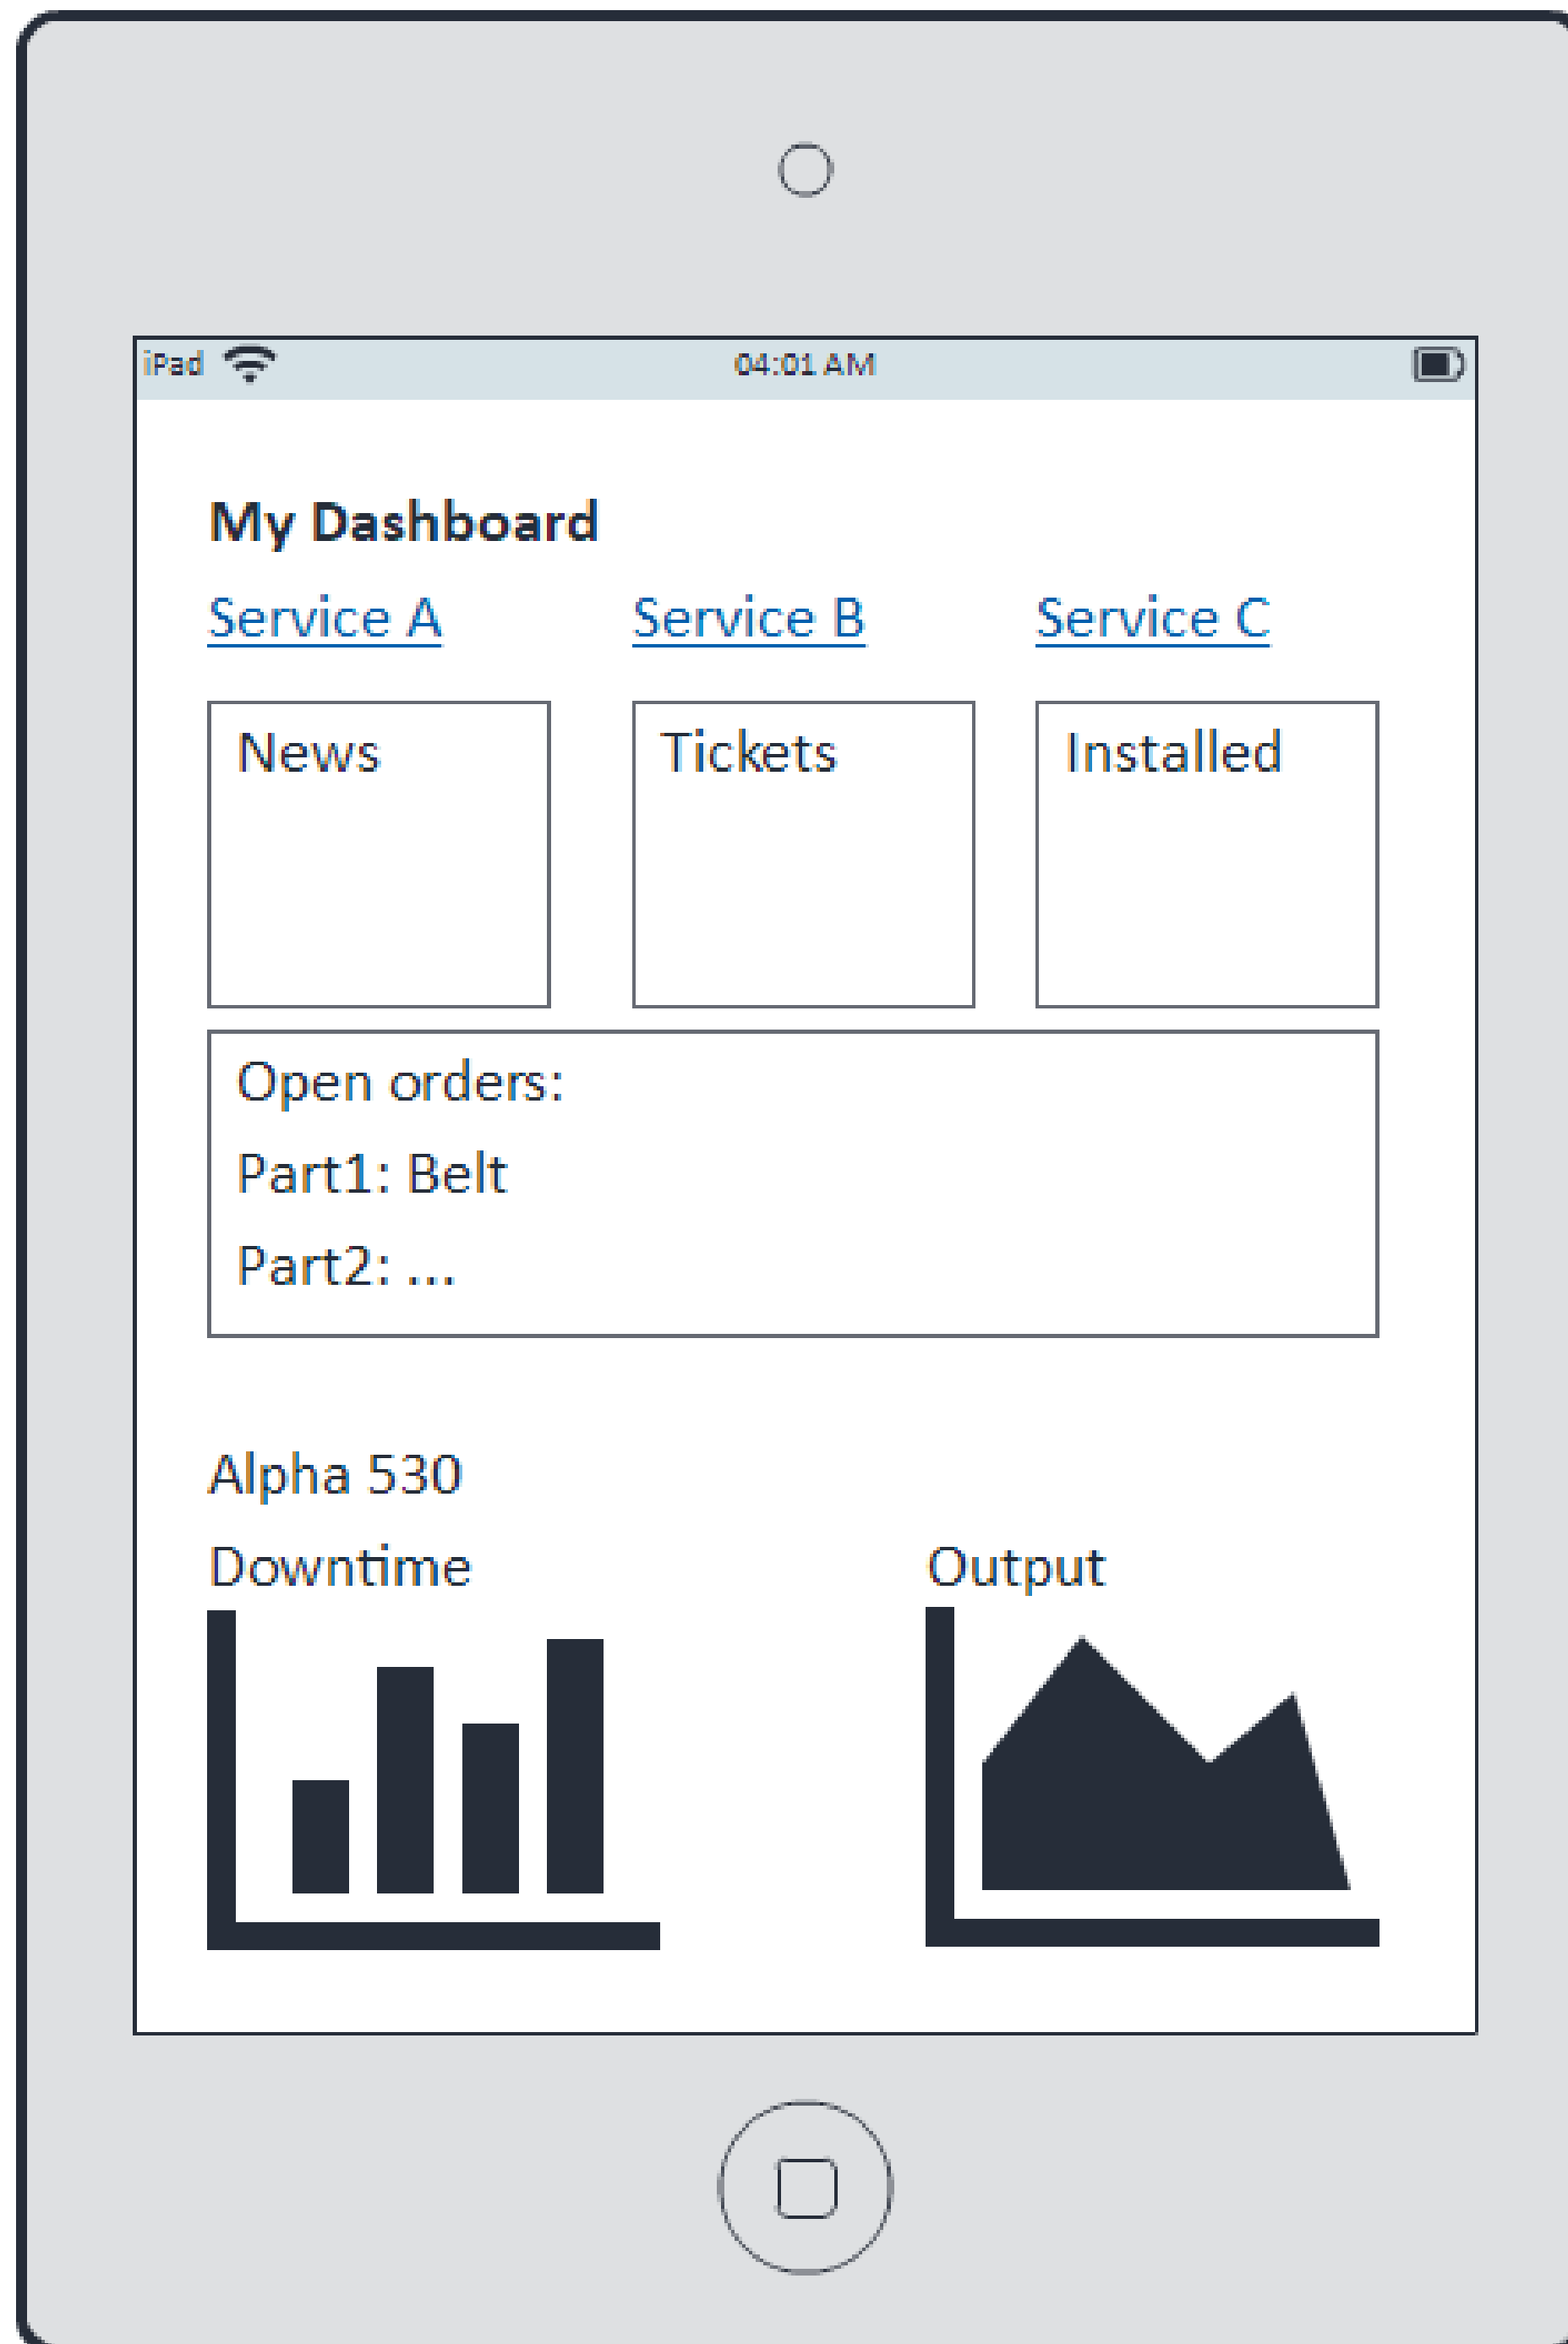 iPad 04:01 AM
My Dashboard
Service A Service B Service C
News Tickets Installed
Open orders:
Part1: Belt
Part2: ...
Alpha 530
Downtime Output